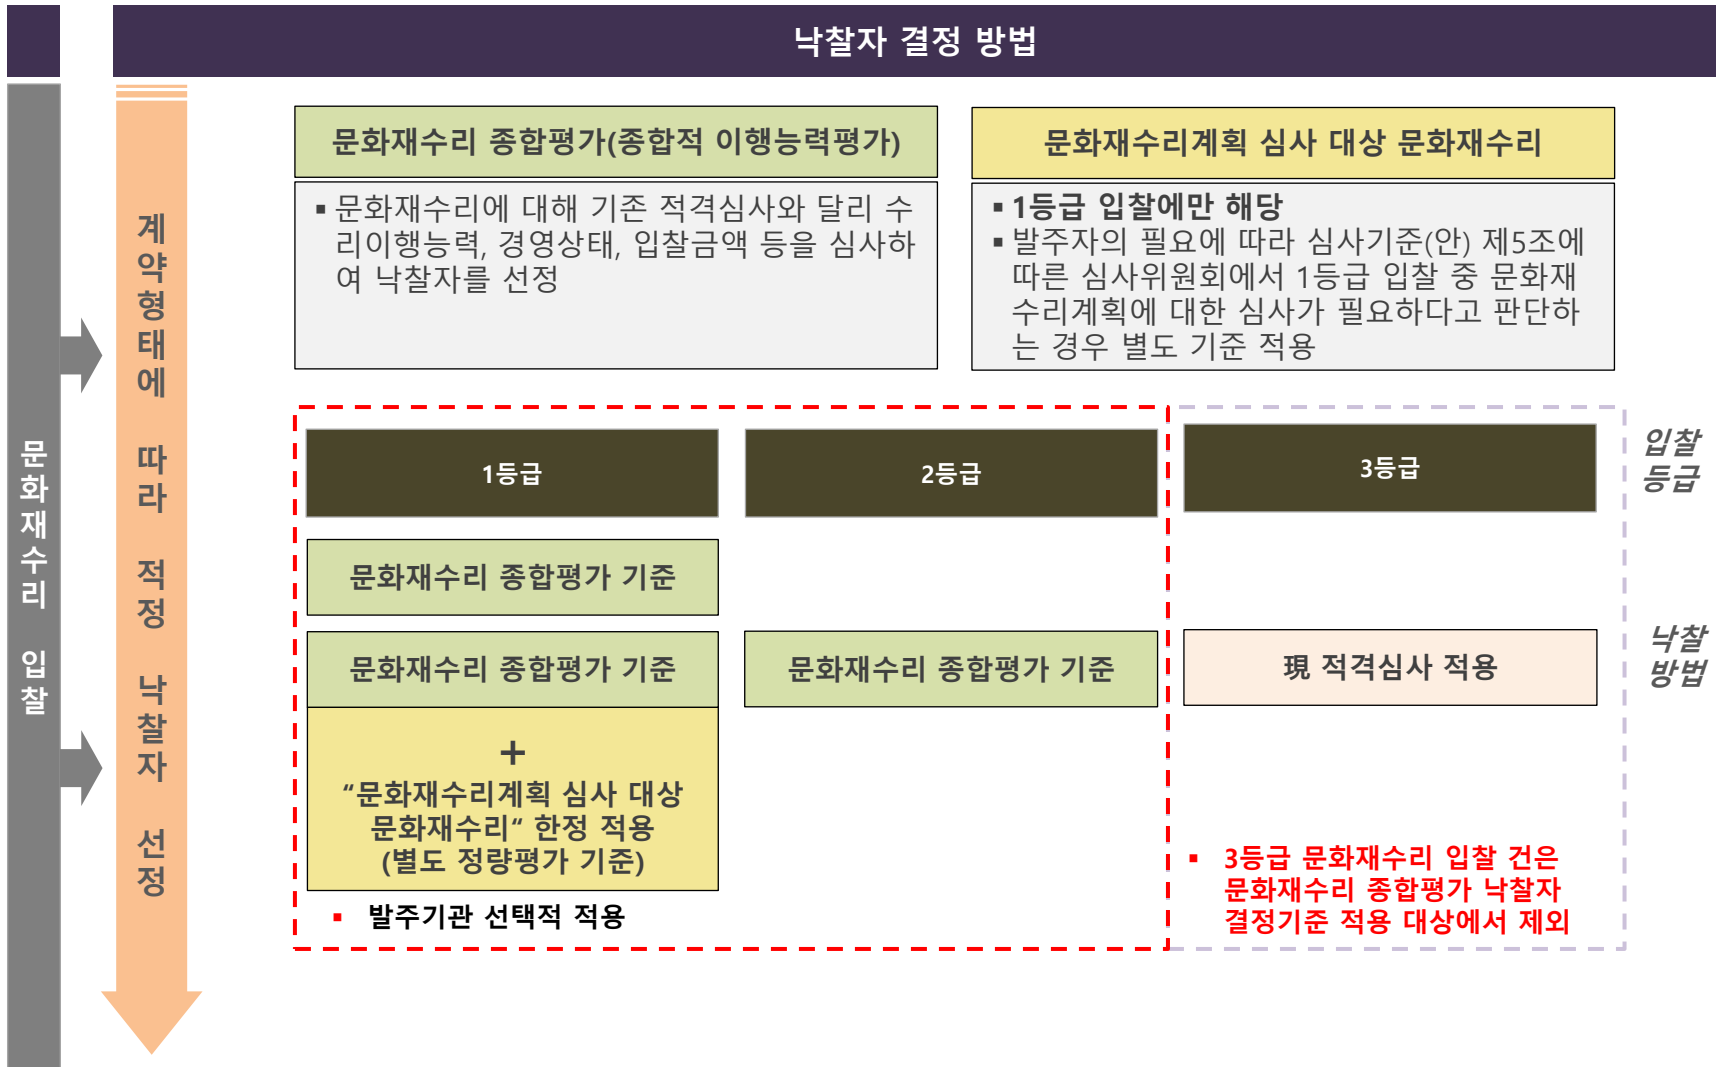 낙찰자 결정 방법
문화재수리 입찰
계약형태에 따라 적정 낙찰자 선정
문화재수리 종합평가(종합적 이행능력평가)
▪ 문화재수리에 대해 기존 적격심사와 달리 수
리이행능력, 경영상태, 입찰금액 등을 심사하
여 낙찰자를 선정
문화재수리계획 심사 대상 문화재수리
▪ 1등급 입찰에만 해당
▪ 발주자의 필요에 따라 심사기준(안) 제5조에
따른 심사위원회에서 1등급 입찰 중 문화재
수리계획에 대한 심사가 필요하다고 판단하
는 경우 별도 기준 적용
1등급
2등급
3등급
입찰
등급
문화재수리 종합평가 기준
문화재수리 종합평가 기준
문화재수리 종합평가 기준
現 적격심사 적용
낙찰
방법
+
“문화재수리계획 심사 대상
문화재수리“ 한정 적용
(별도 정량평가 기준)
▪ 발주기관 선택적 적용
▪ 3등급 문화재수리 입찰 건은
문화재수리 종합평가 낙찰자
결정기준 적용 대상에서 제외